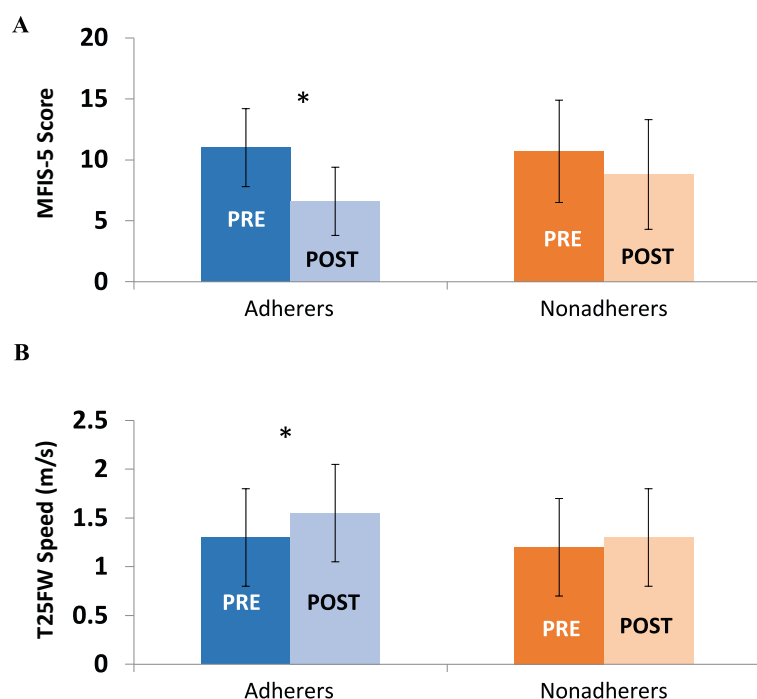 A
20
15
10
5
0
MFIS-5 Score
*
PRE
POST
PRE
POST
Adherers
Nonadherers
B
2.5
2
1.5
1
0.5
0
T25FW Speed (m/s)
*
PRE
POST
PRE
POST
Adherers
Nonadherers